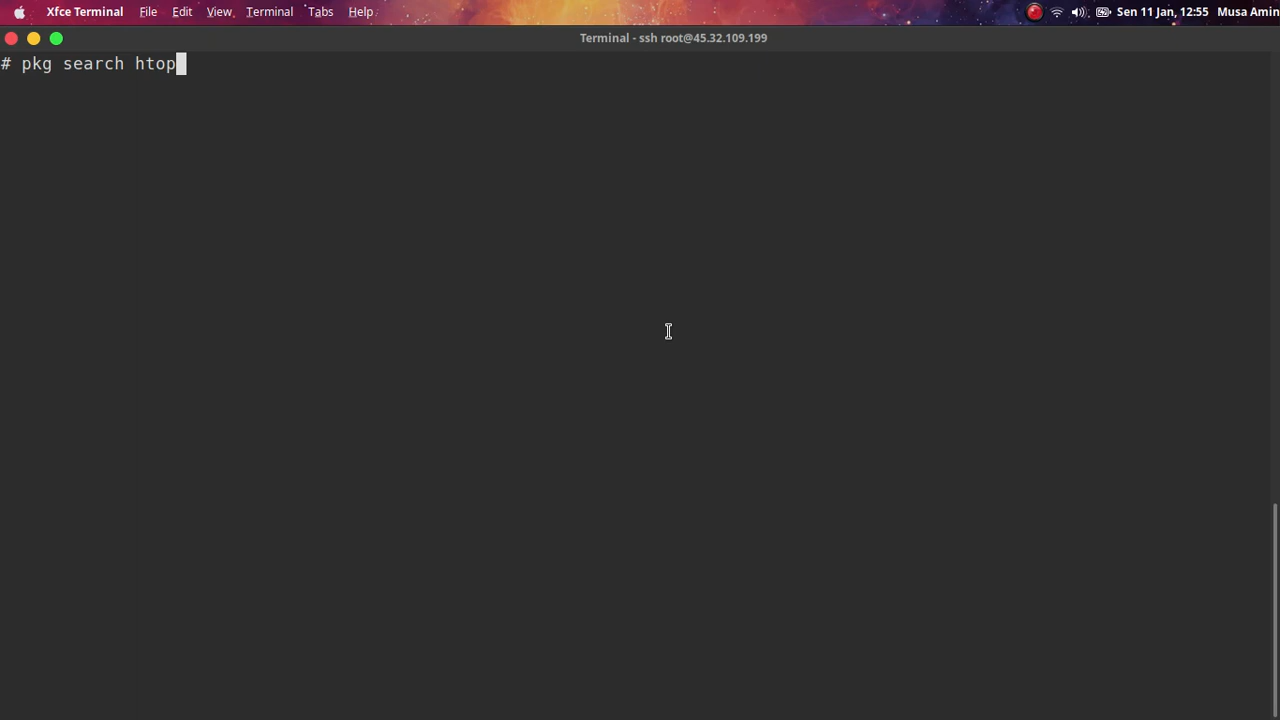 Xfce Terminal File Edit View Terminal Tabs Help Sen 11 Jan, 12:55 Musa Amin
Terminal - ssh root@45.32.109.199
# pkg search htop